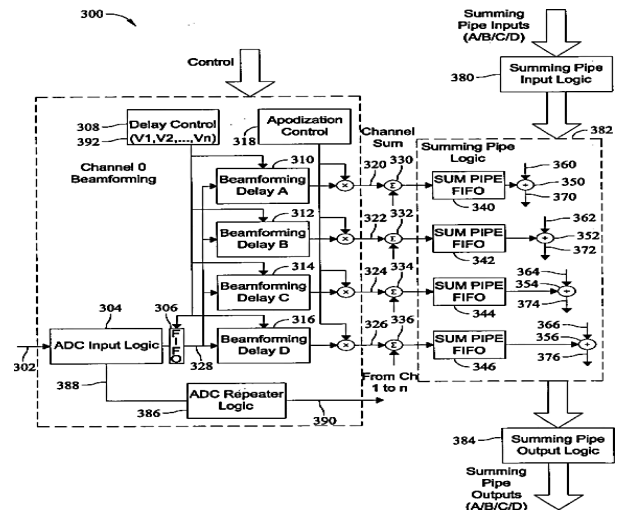 300
Summing
Pipe Inputs
(A/B/C/D)
Control
380
Summing Pipe
Input Logic
308
392
Delay Control
(V1,V2,...,Vn)
318
Apodization
Control
Channel
Sum
382
Summing Pipe
Logic
Channel 0
Beamforming
310
Beamforming
Delay A
320
330
SUM PIPE
FIFO
340
360
350
370
312
Beamforming
Delay B
322
332
SUM PIPE
FIFO
342
362
352
372
314
Beamforming
Delay C
324
334
SUM PIPE
FIFO
344
364
354
374
304
306
ADC Input Logic
FIFO
302
328
316
Beamforming
Delay D
326
336
SUM PIPE
FIFO
346
366
356
376
388
From Ch
1 to n
386
ADC Repeater
Logic
390
384
Summing Pipe
Output Logic
Summing
Pipe
Outputs
(A/B/C/D)